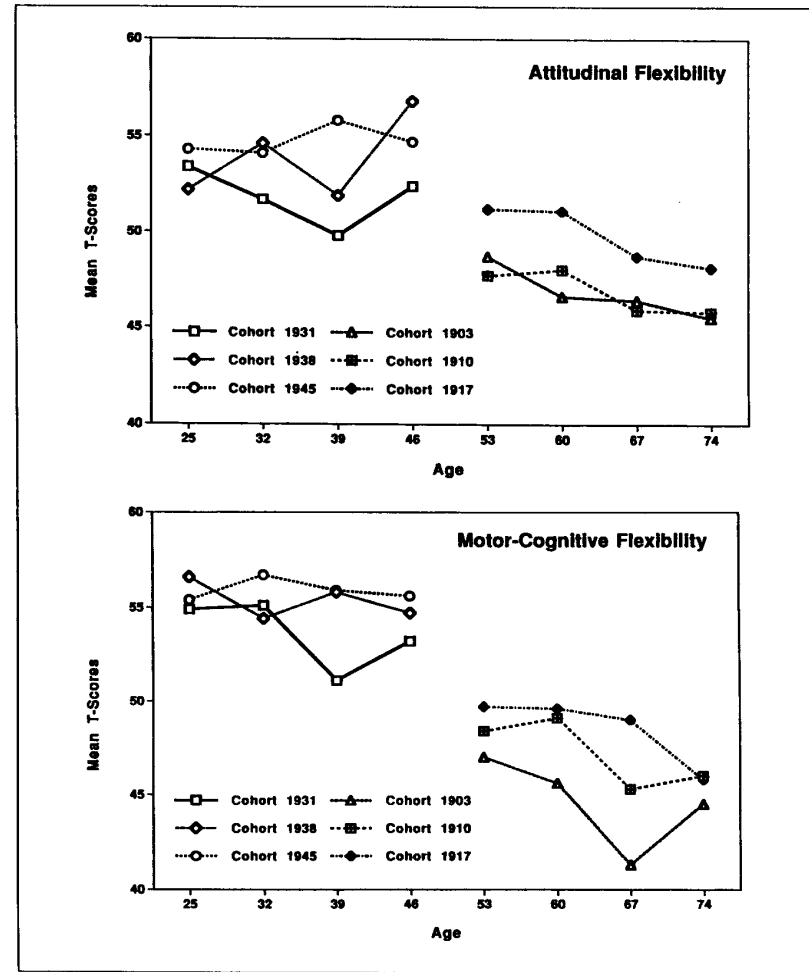 Attitudinal Flexibility
60
55
50
45
40
Mean T-Scores
Cohort 1931 Cohort 1903
Cohort 1938 Cohort 1910
Cohort 1945 Cohort 1917
25 32 39 46 53 60 67 74
Age
Motor-Cognitive Flexibility
60
55
50
45
40
Mean T-Scores
Cohort 1931 Cohort 1903
Cohort 1938 Cohort 1910
Cohort 1945 Cohort 1917
25 32 39 46 53 60 67 74
Age